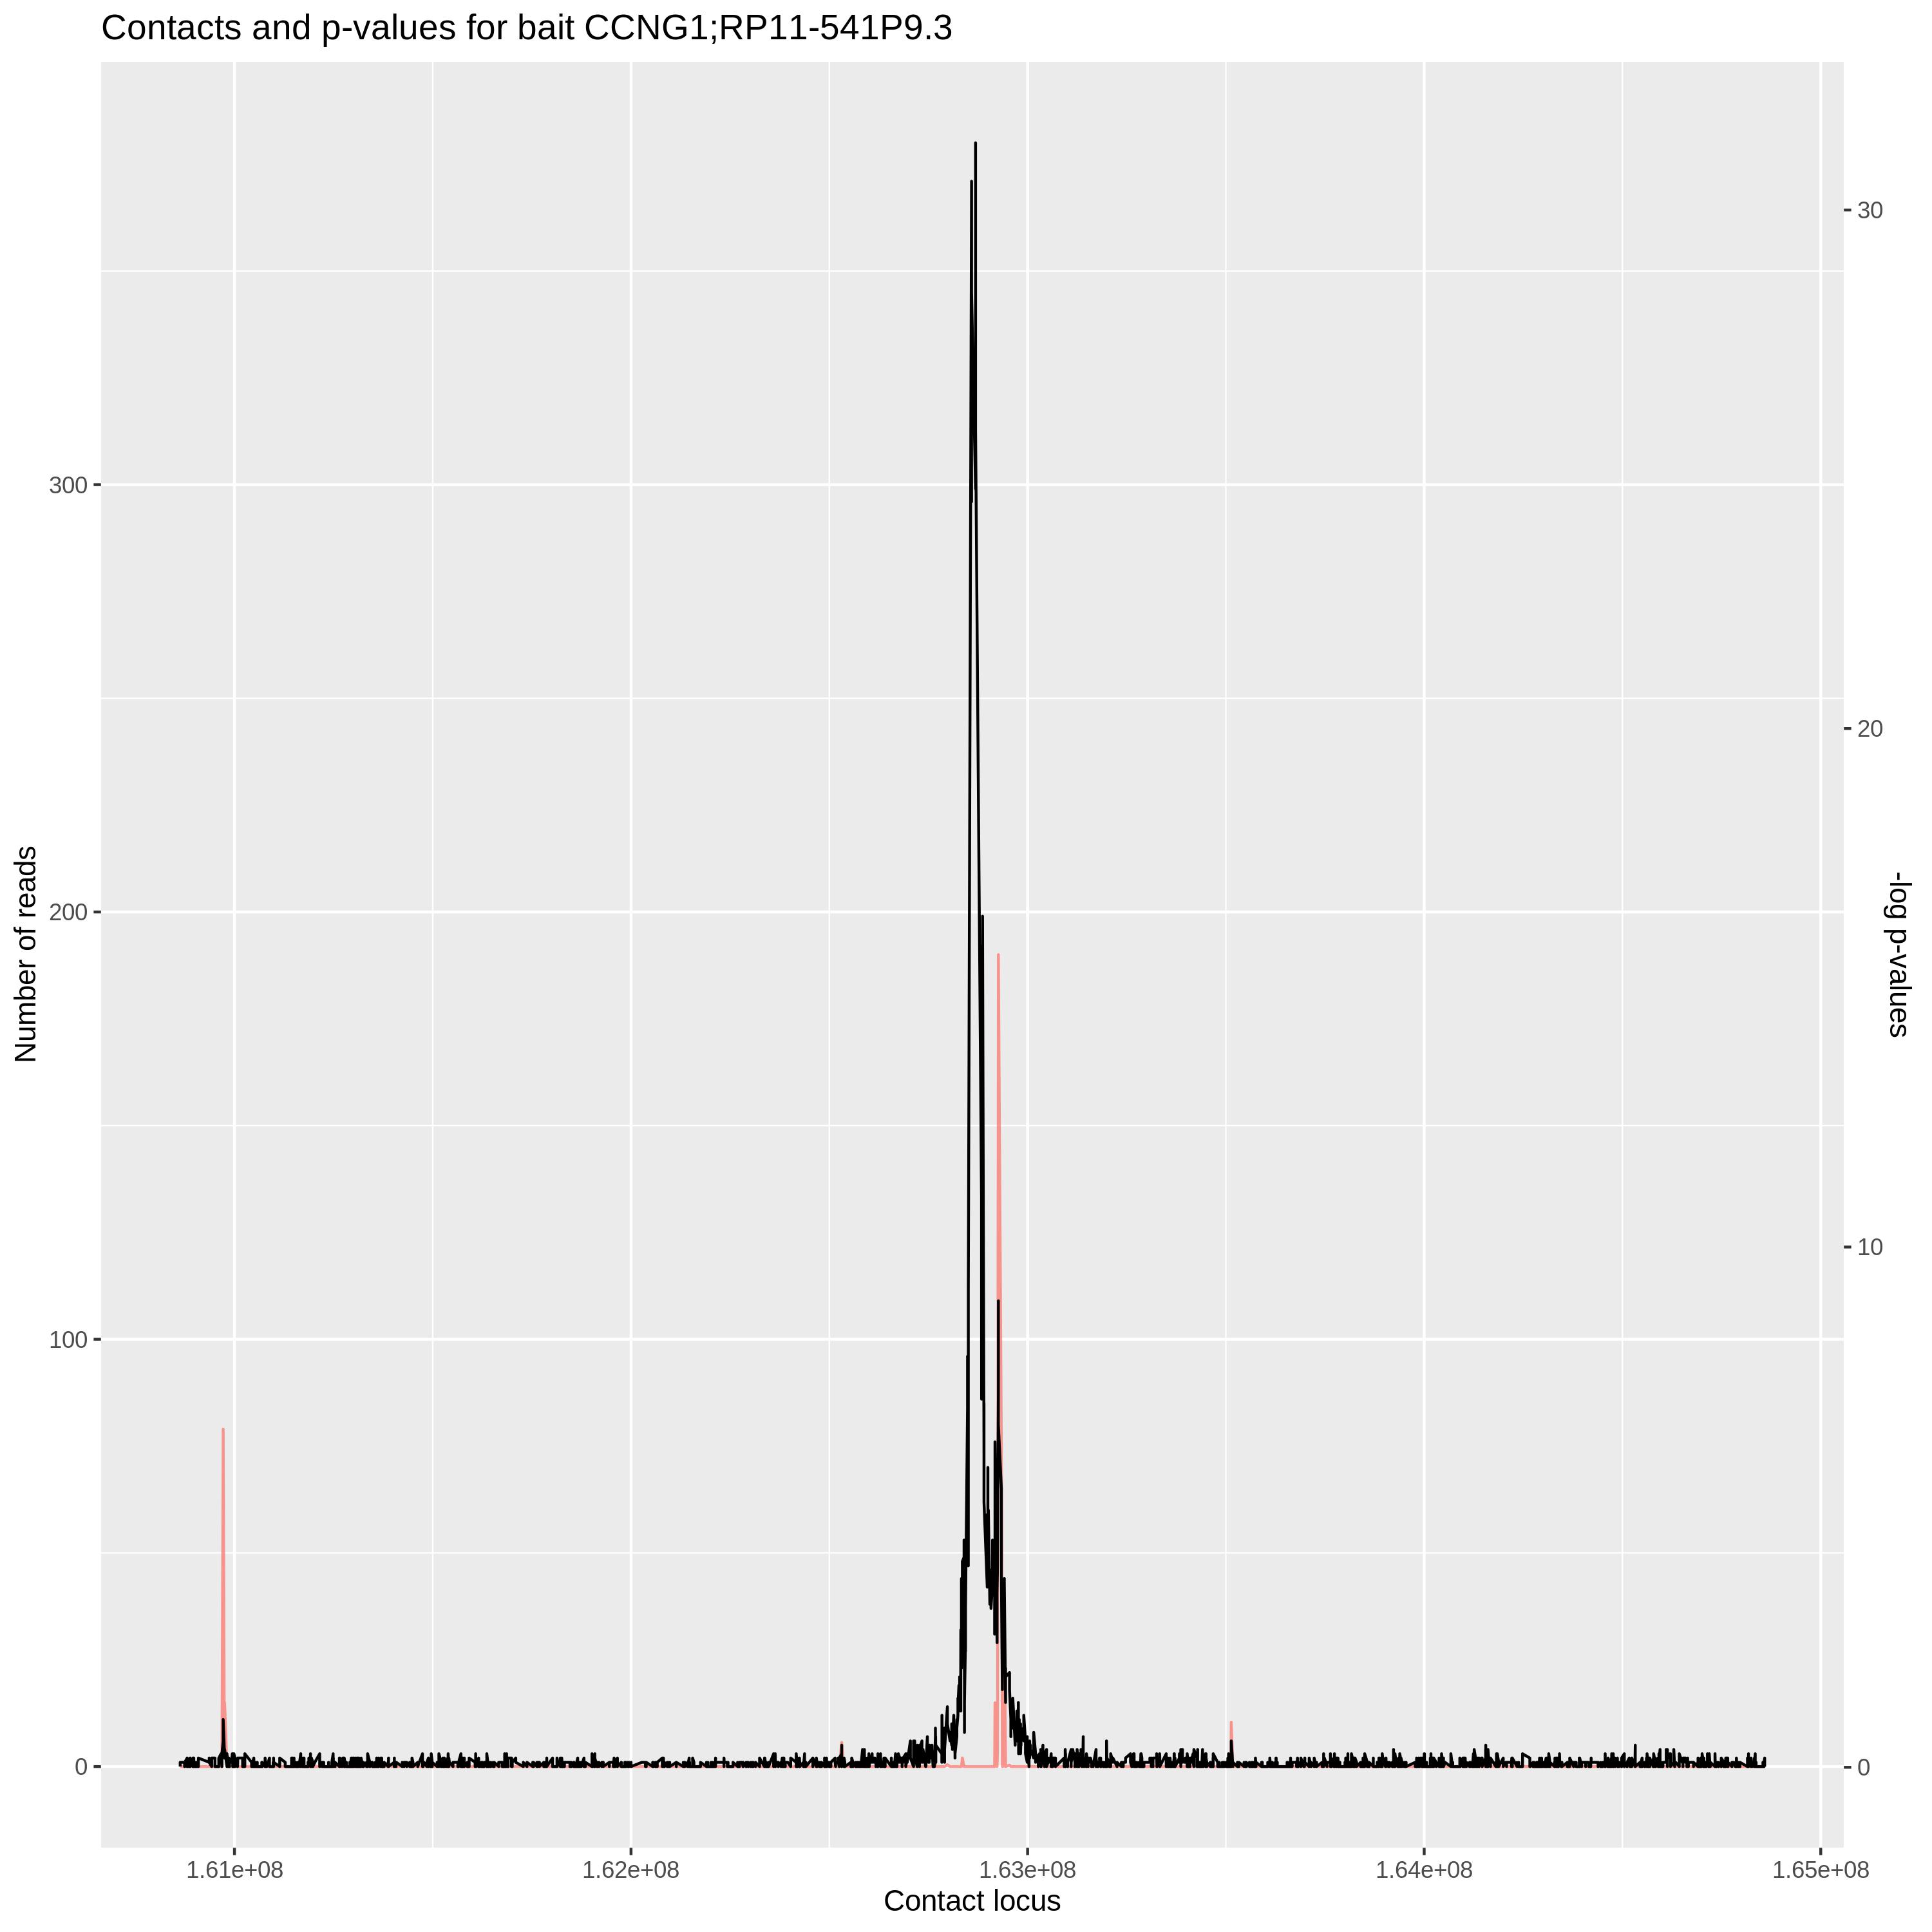 Contacts and p-values for bait CCNG1;RP11-541P9.3
Number of reads
300
200
100
0
30
20
10
0
-log p-values
1.61e+08
1.62e+08
1.63e+08
1.64e+08
1.65e+08
Contact locus